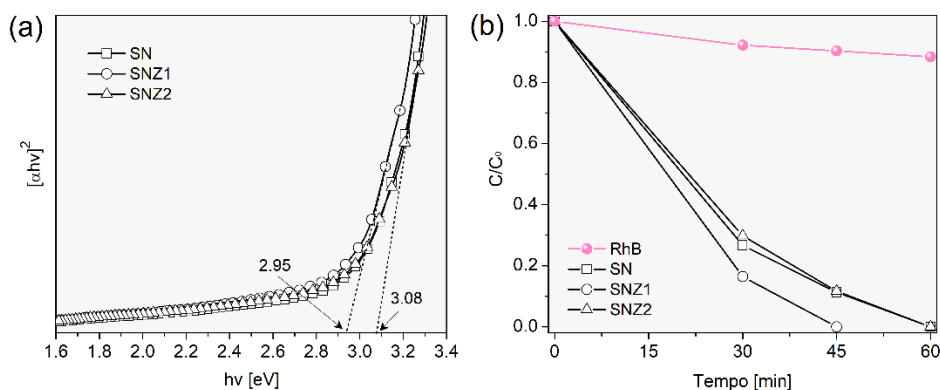 (a)
SN
SNZ1
SNZ2
[αhν]²
2.95
3.08
1.6 1.8 2.0 2.2 2.4 2.6 2.8 3.0 3.2 3.4
hν [eV]
(b)
1.0
0.8
0.6
0.4
0.2
0.0
C/C₀
RhB
SN
SNZ1
SNZ2
0 15 30 45 60
Tempo [min]